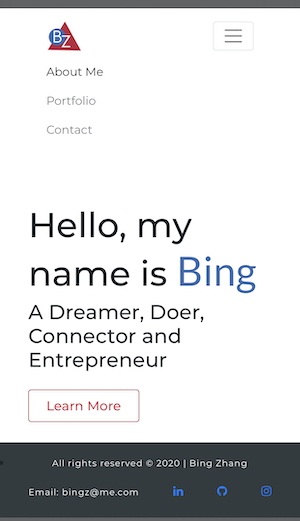 BZ
About Me
Portfolio
Contact
Hello, my
name is Bing
A Dreamer, Doer,
Connector and
Entrepreneur
Learn More
All rights reserved © 2020 | Bing Zhang
Email: bingz@me.com